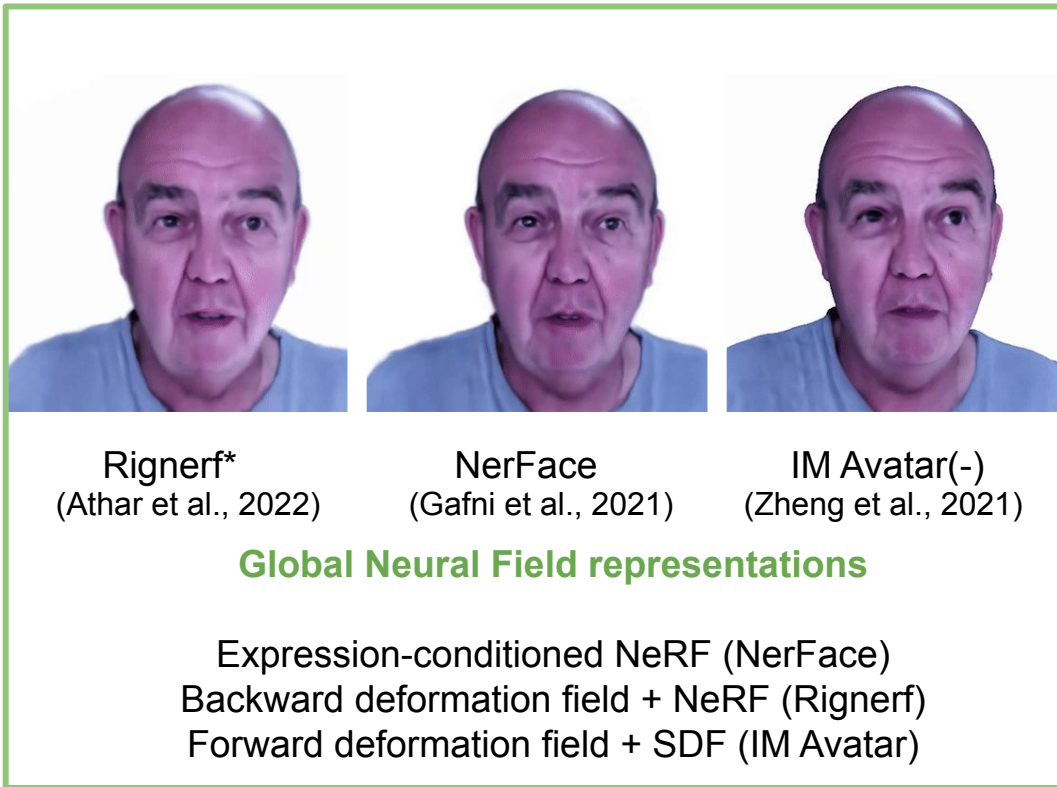 Rignerf*
(Athar et al., 2022)
NerFace
(Gafni et al., 2021)
IM Avatar(-)
(Zheng et al., 2021)
Global Neural Field representations
Expression-conditioned NeRF (NerFace)
Backward deformation field + NeRF (Rignerf)
Forward deformation field + SDF (IM Avatar)